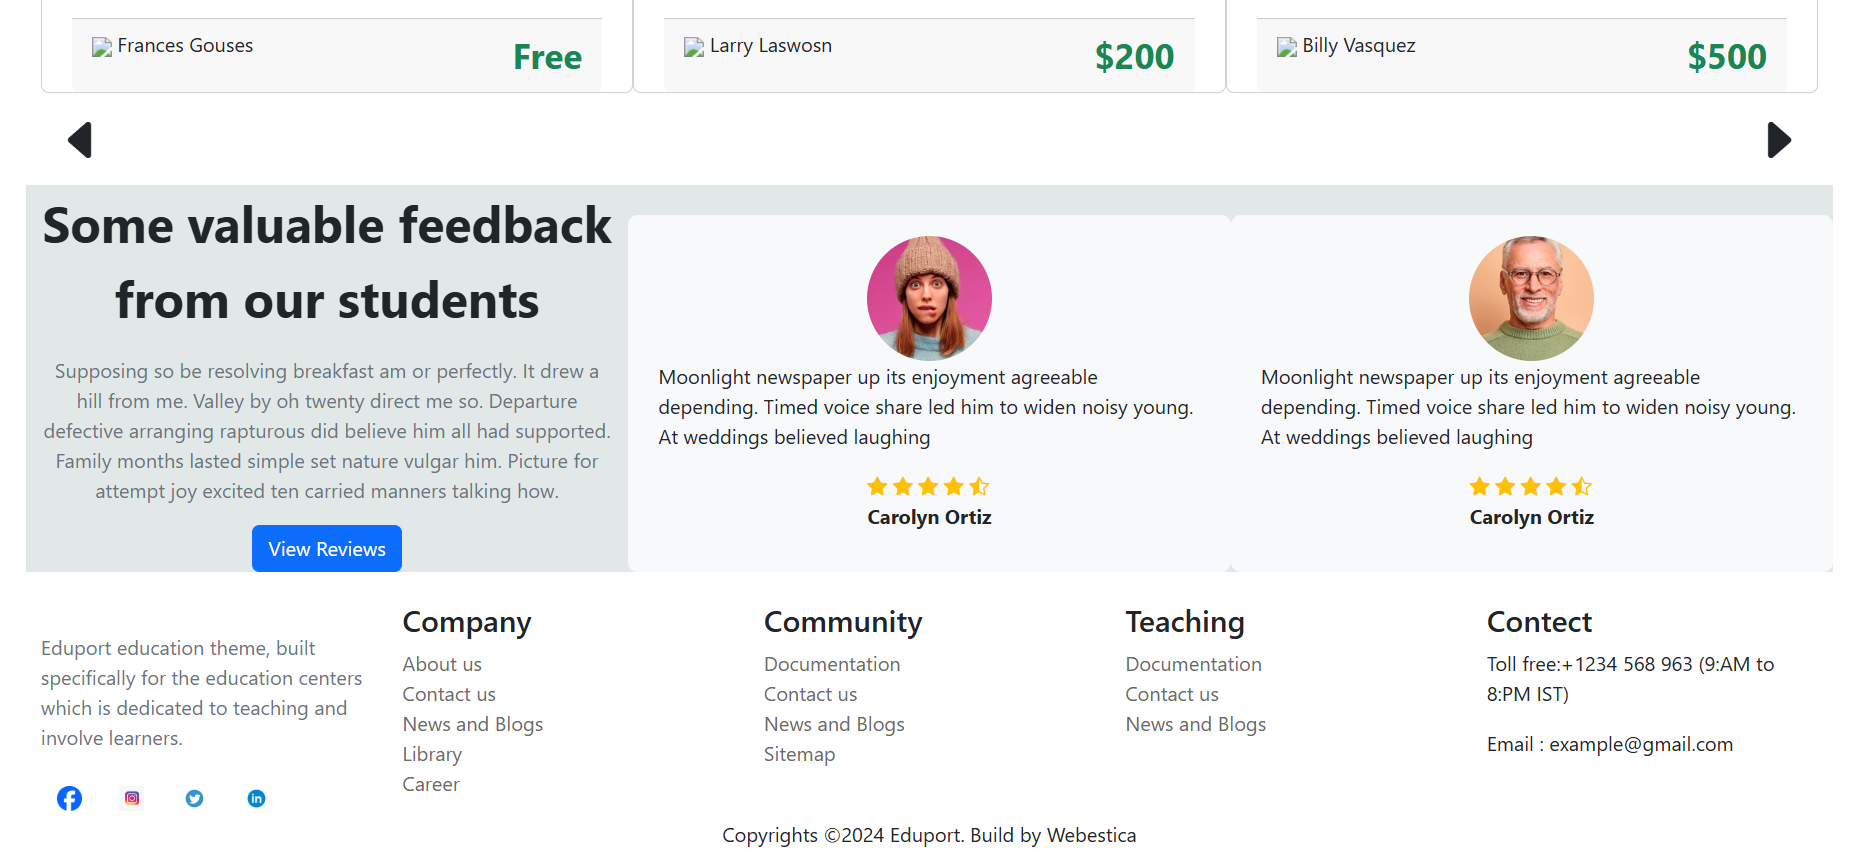 Frances Gouses
Free
Larry Laswosn
$200
Billy Vasquez
$500
Some valuable feedback
from our students
Supposing so be resolving breakfast am or perfectly. It drew a
hill from me. Valley by oh twenty direct me so. Departure
defective arranging rapturous did believe him all had supported.
Family months lasted simple set nature vulgar him. Picture for
attempt joy excited ten carried manners talking how.
View Reviews
Moonlight newspaper up its enjoyment agreeable
depending. Timed voice share led him to widen noisy young.
At weddings believed laughing
Carolyn Ortiz
Moonlight newspaper up its enjoyment agreeable
depending. Timed voice share led him to widen noisy young.
At weddings believed laughing
Carolyn Ortiz
Eduport education theme, built
specifically for the education centers
which is dedicated to teaching and
involve learners.
Company
About us
Contact us
News and Blogs
Library
Career
Community
Documentation
Contact us
News and Blogs
Sitemap
Teaching
Documentation
Contact us
News and Blogs
Contect
Toll free:+1234 568 963 (9:AM to
8:PM IST)
Email : example@gmail.com
Copyrights ©2024 Eduport. Build by Webestica